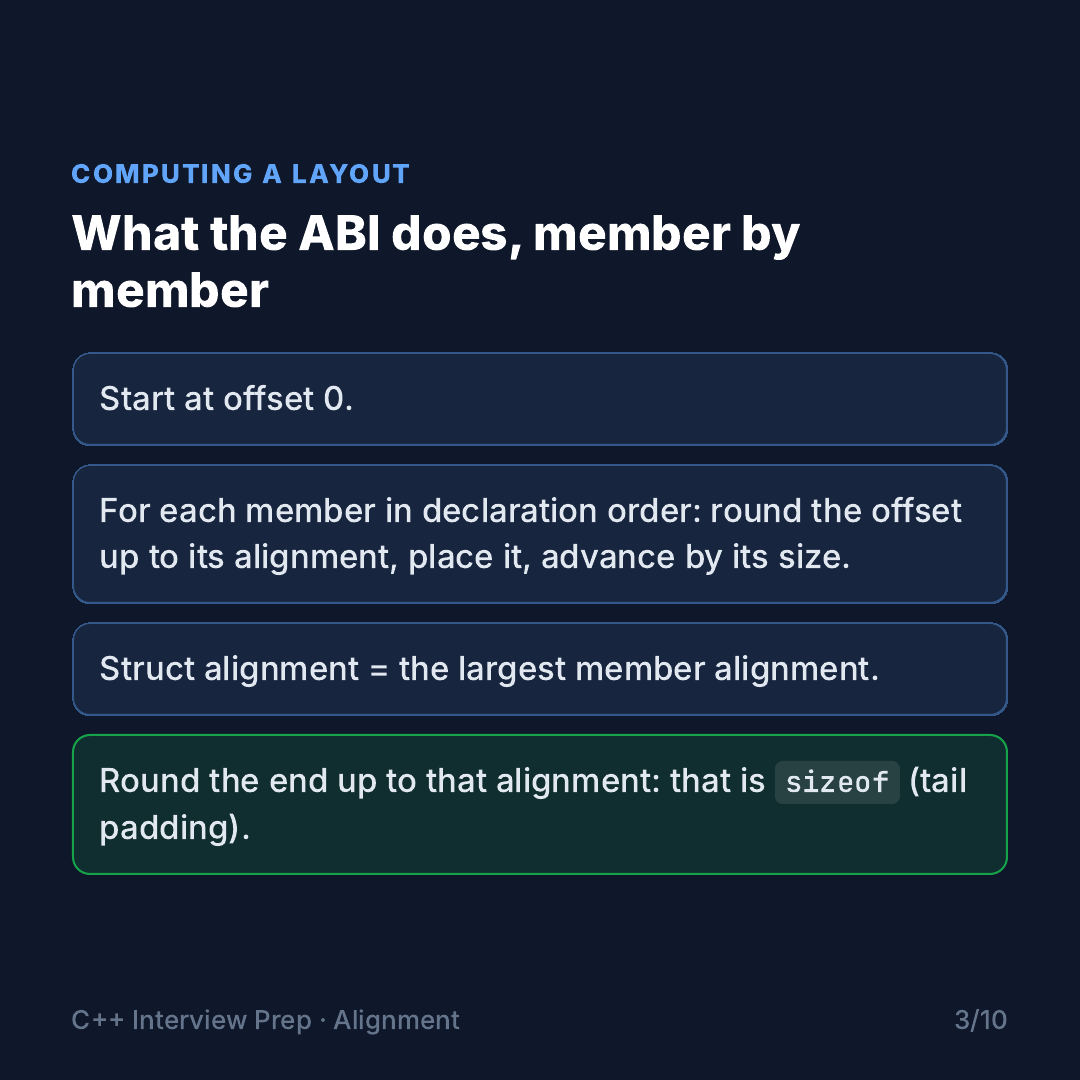 COMPUTING A LAYOUT
What the ABI does, member by
member
Start at offset 0.
For each member in declaration order: round the offset
up to its alignment, place it, advance by its size.
Struct alignment = the largest member alignment.
Round the end up to that alignment: that is sizeof (tail
padding).
C++ Interview Prep · Alignment
3/10